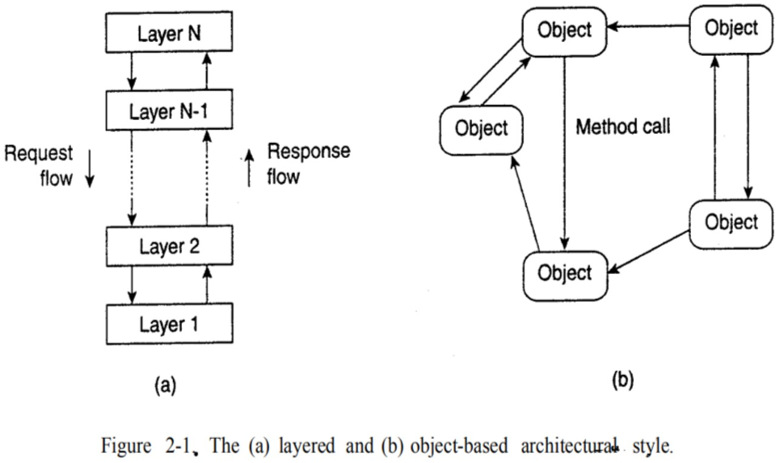 Layer N
Layer N-1
Request
flow
Response
flow
Layer 2
Layer 1
(a)
Object
Object
Object
Method call
Object
Object
(b)
Figure 2-1. The (a) layered and (b) object-based architectural style.